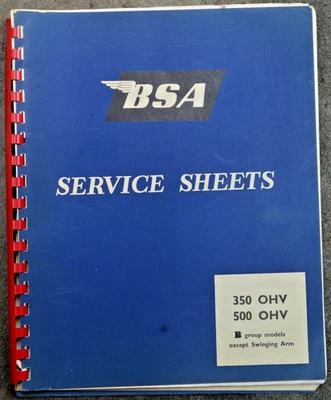 BSA
SERVICE SHEETS
350 OHV
500 OHV
B group models
except Swinging Arm